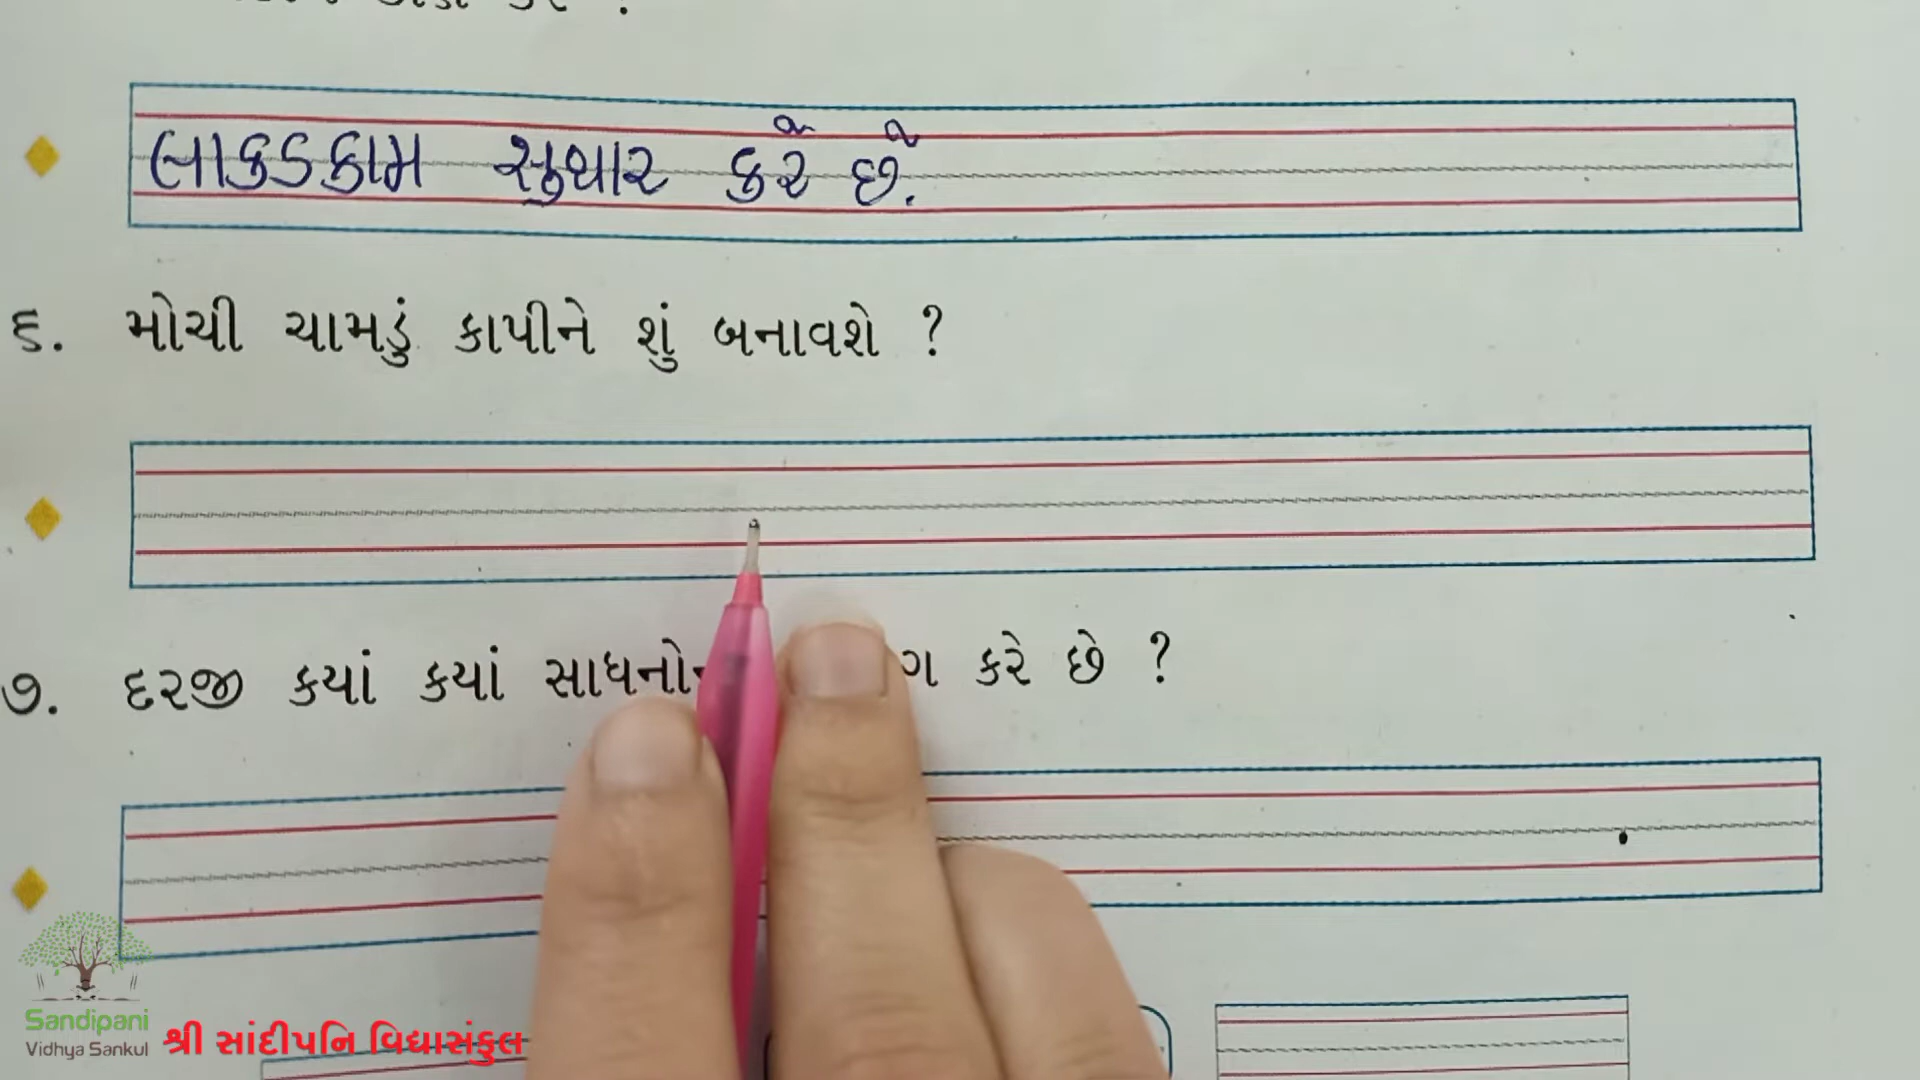 લાકડકામ સુથાર કરે છે.
૬. મોચી ચામડું કાપીને શું બનાવશે ?
૭. દરજી કયાં કયાં સાધનોન ગ કરે છે ?
Sandipani
Vidhya Sankul
શ્રી સાંદીપનિ વિદ્યાસંકુલ